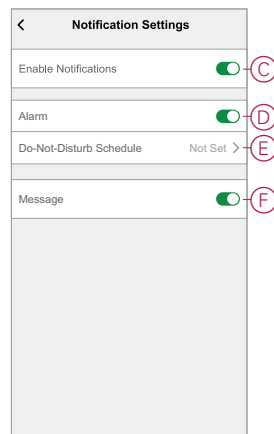 Notification Settings
Enable Notifications C
Alarm D
Do-Not-Disturb Schedule Not Set E
Message F